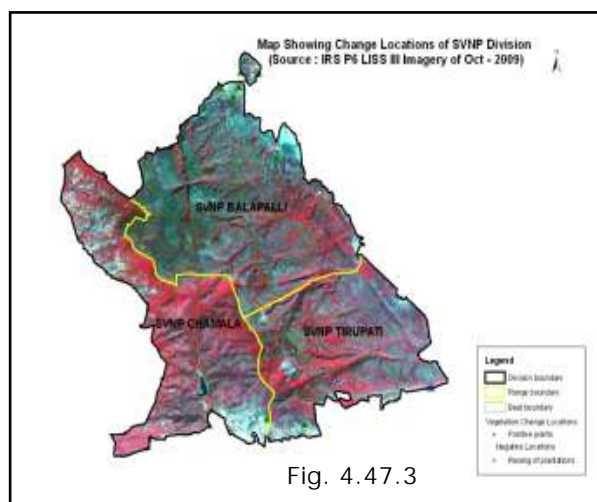 Map Showing Change Locations of SVNP Division
(Source : IRS P6 LISS III Imagery of Oct - 2009)
SVNP BALAPALLI
SVNP CHAMALA
SVNP TIRUPATI
Legend
Division boundary
Range boundary
Beat boundary
Vegetation Change Locations
Positive points
Negative Locations
Raising of plantations
Fig. 4.47.3